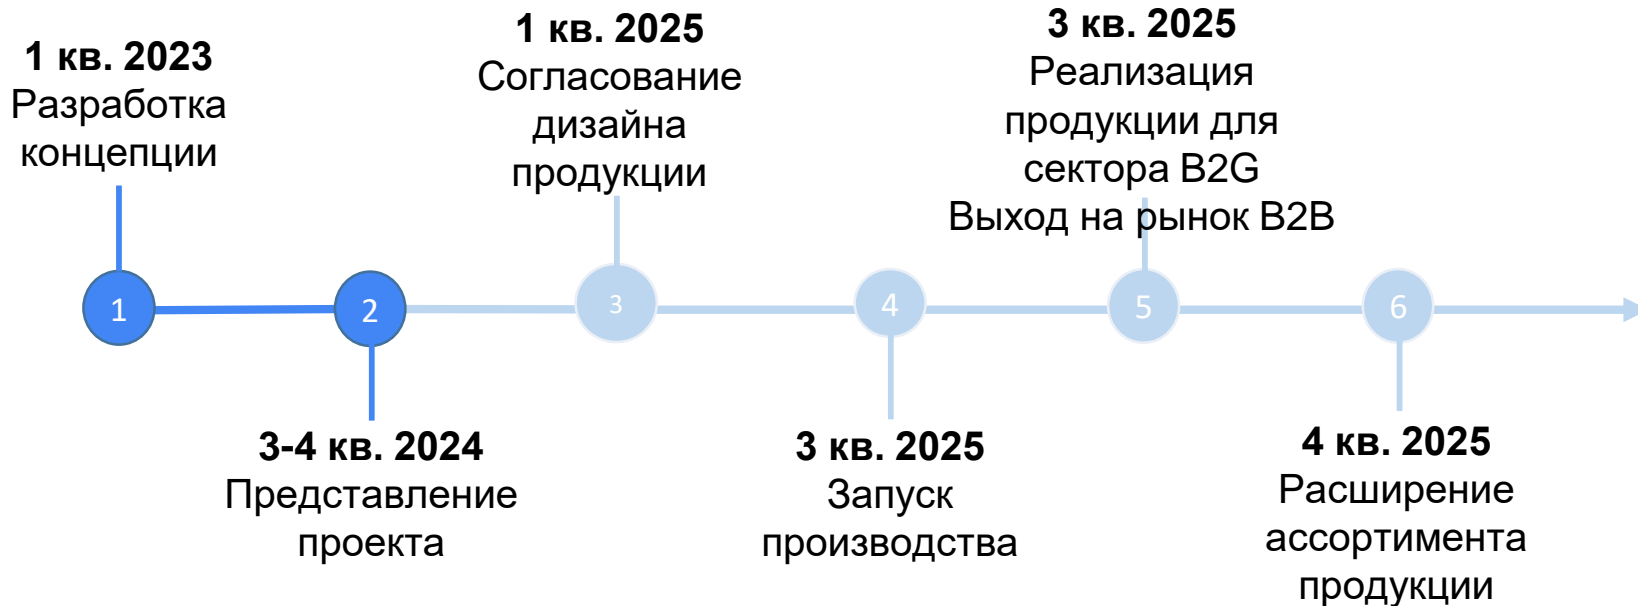 1 кв. 2023
Разработка
концепции
1 кв. 2025
Согласование
дизайна
продукции
3 кв. 2025
Реализация
продукции для
сектора B2G
Выход на рынок B2B
1
2
3
4
5
6
3-4 кв. 2024
Представление
проекта
3 кв. 2025
Запуск
производства
4 кв. 2025
Расширение
ассортимента
продукции